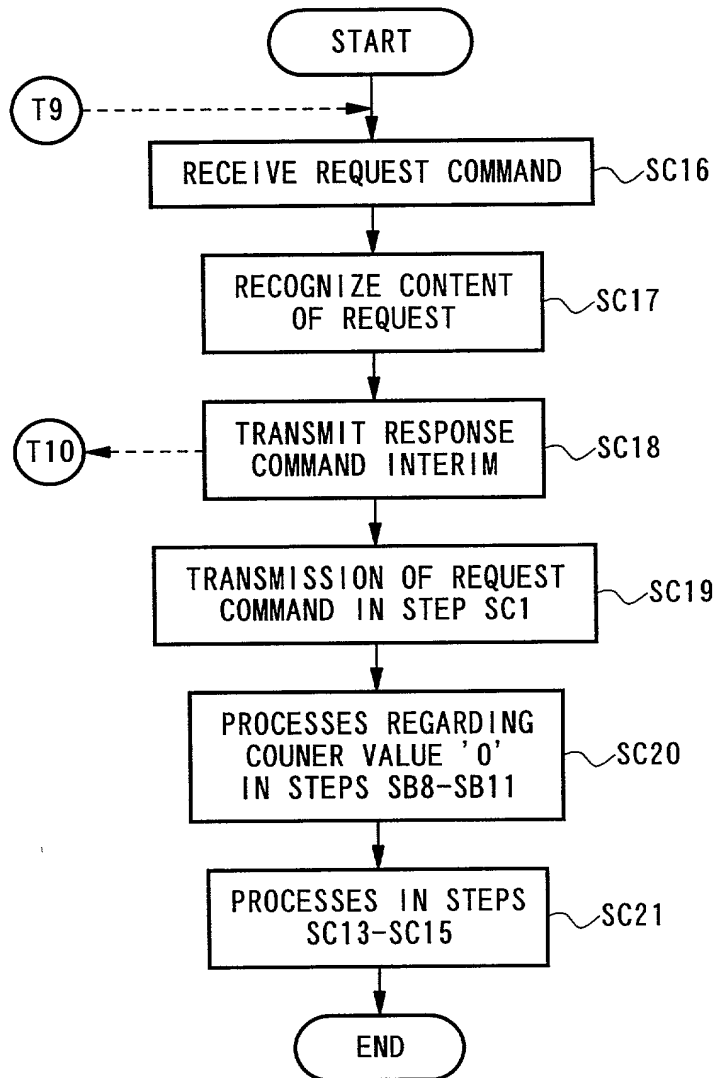 START
T9
RECEIVE REQUEST COMMAND
SC16
RECOGNIZE CONTENT
OF REQUEST
SC17
T10
TRANSMIT RESPONSE
COMMAND INTERIM
SC18
TRANSMISSION OF REQUEST
COMMAND IN STEP SC1
SC19
PROCESSES REGARDING
COUNER VALUE '0'
IN STEPS SB8-SB11
SC20
PROCESSES IN STEPS
SC13-SC15
SC21
END